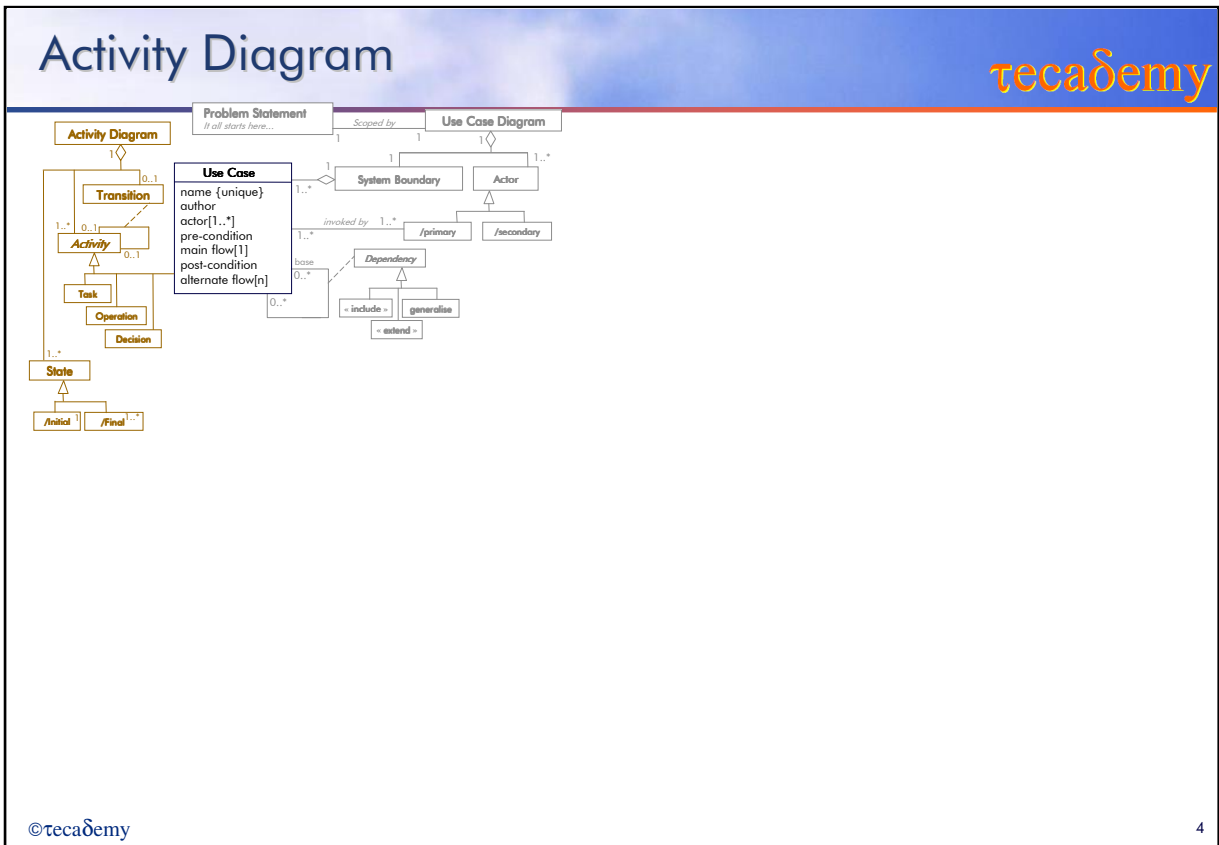 Activity Diagram
τecaδemy
Problem Statement
It all starts here...
Scoped by
1
1
Use Case Diagram
1
1
1..*
System Boundary
Actor
1
1..*
/primary
/secondary
invoked by 1..*
1..*
Activity Diagram
1
0..1
Transition
1..*
0..1
Activity
0..1
Task
Operation
Decision
Use Case
name {unique}
author
actor[1..*]
pre-condition
main flow[1]
post-condition
alternate flow[n]
base
0..*
0..*
Dependency
« include »
generalise
« extend »
1..*
State
/Initial 1
/Final 1..*
©τecaδemy
4